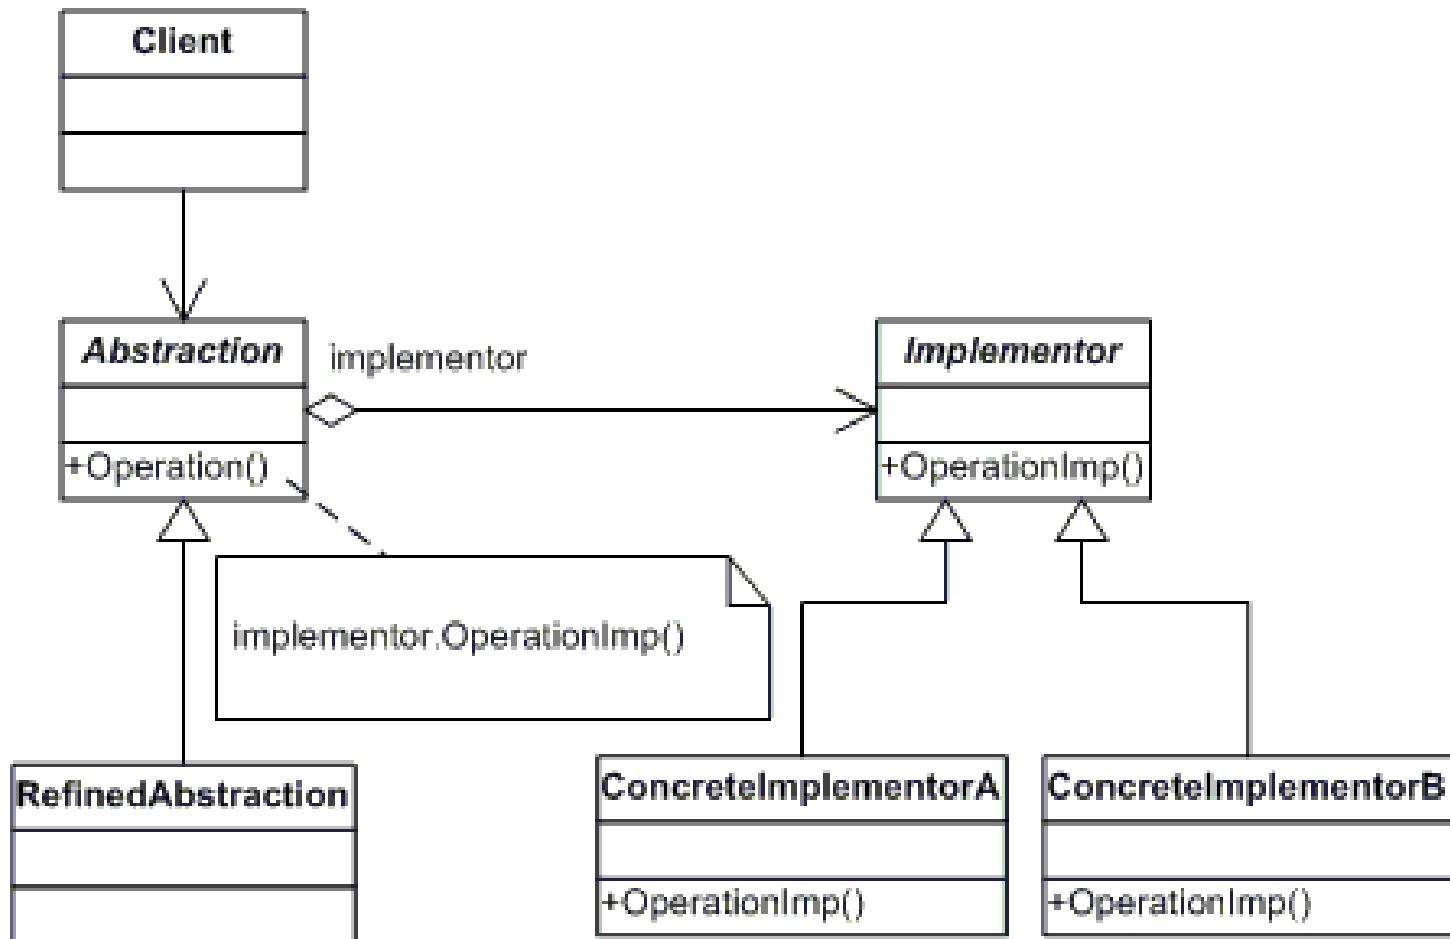 Client
Abstraction
implementor
Implementor
+Operation()
+OperationImp()
implementor.OperationImp()
RefinedAbstraction
ConcreteImplementorA
ConcreteImplementorB
+OperationImp()
+OperationImp()